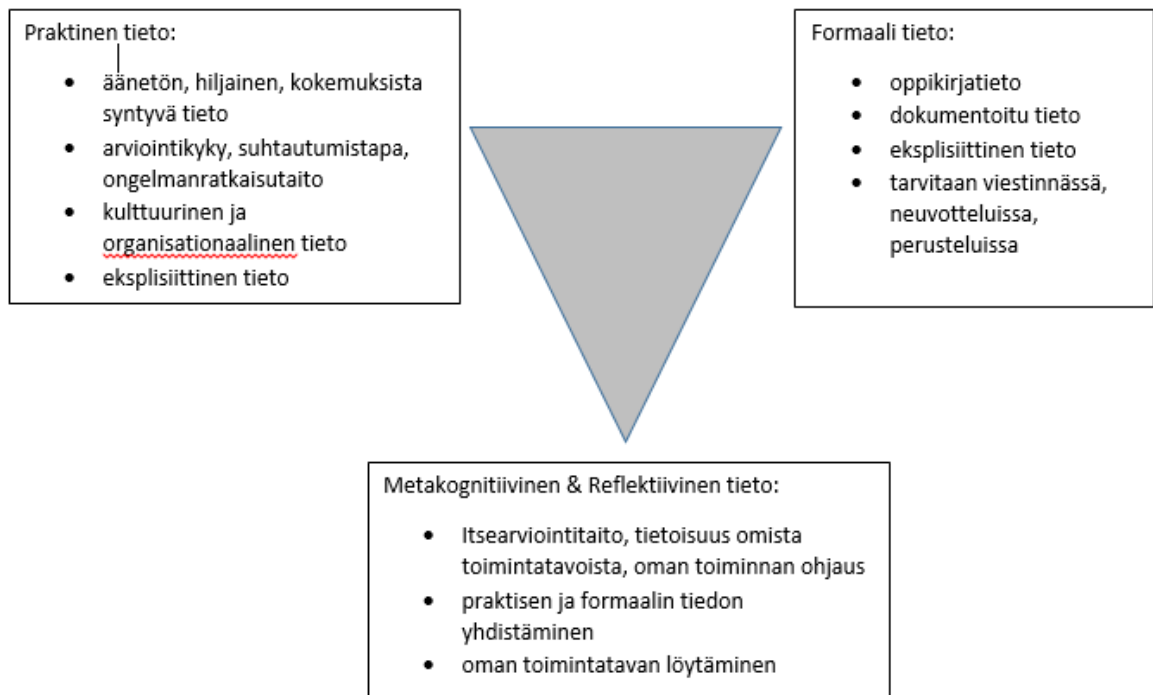 Praktinen tieto:
• äänetön, hiljainen, kokemuksista
syntyvä tieto
• arviointikyky, suhtautumistapa,
ongelmanratkaisutaito
• kulttuurinen ja
organisationaalinen tieto
• eksplisiittinen tieto
Formaali tieto:
• oppikirjatieto
• dokumentoitu tieto
• eksplisiittinen tieto
• tarvitaan viestinnässä,
neuvotteluissa,
perusteluissa
Metakognitiivinen & Reflektiivinen tieto:
• Itsearviointitaito, tietoisuus omista
toimintatavoista, oman toiminnan ohjaus
• praktisen ja formaalin tiedon
yhdistäminen
• oman toimintatavan löytäminen